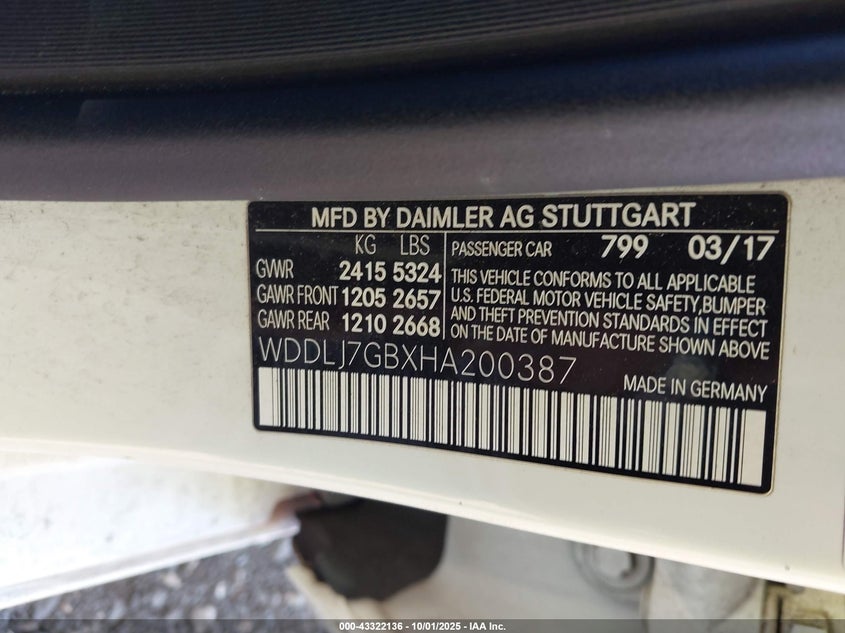 MFD BY DAIMLER AG STUTTGART
KG LBS
GVWR 2415 5324
GAWR FRONT 1205 2657
GAWR REAR 1210 2668
PASSENGER CAR 799 03/17
THIS VEHICLE CONFORMS TO ALL APPLICABLE
U.S. FEDERAL MOTOR VEHICLE SAFETY,BUMPER
AND THEFT PREVENTION STANDARDS IN EFFECT
ON THE DATE OF MANUFACTURE SHOWN ABOVE
WDDLJ7GBXHA200387
MADE IN GERMANY
000-43322136 - 10/01/2025 - IAA Inc.